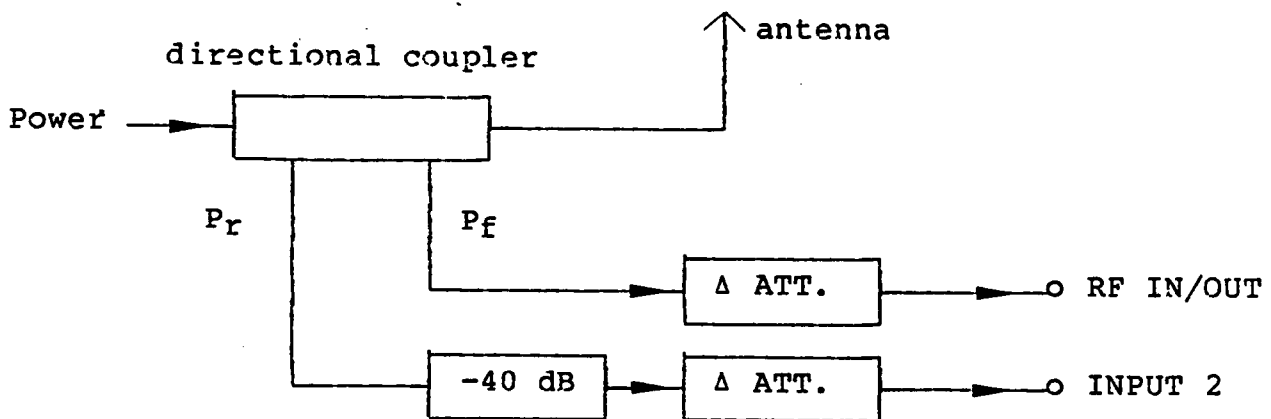 antenna
directional coupler
Power
Pr
Pf
Δ ATT.
RF IN/OUT
-40 dB
Δ ATT.
INPUT 2